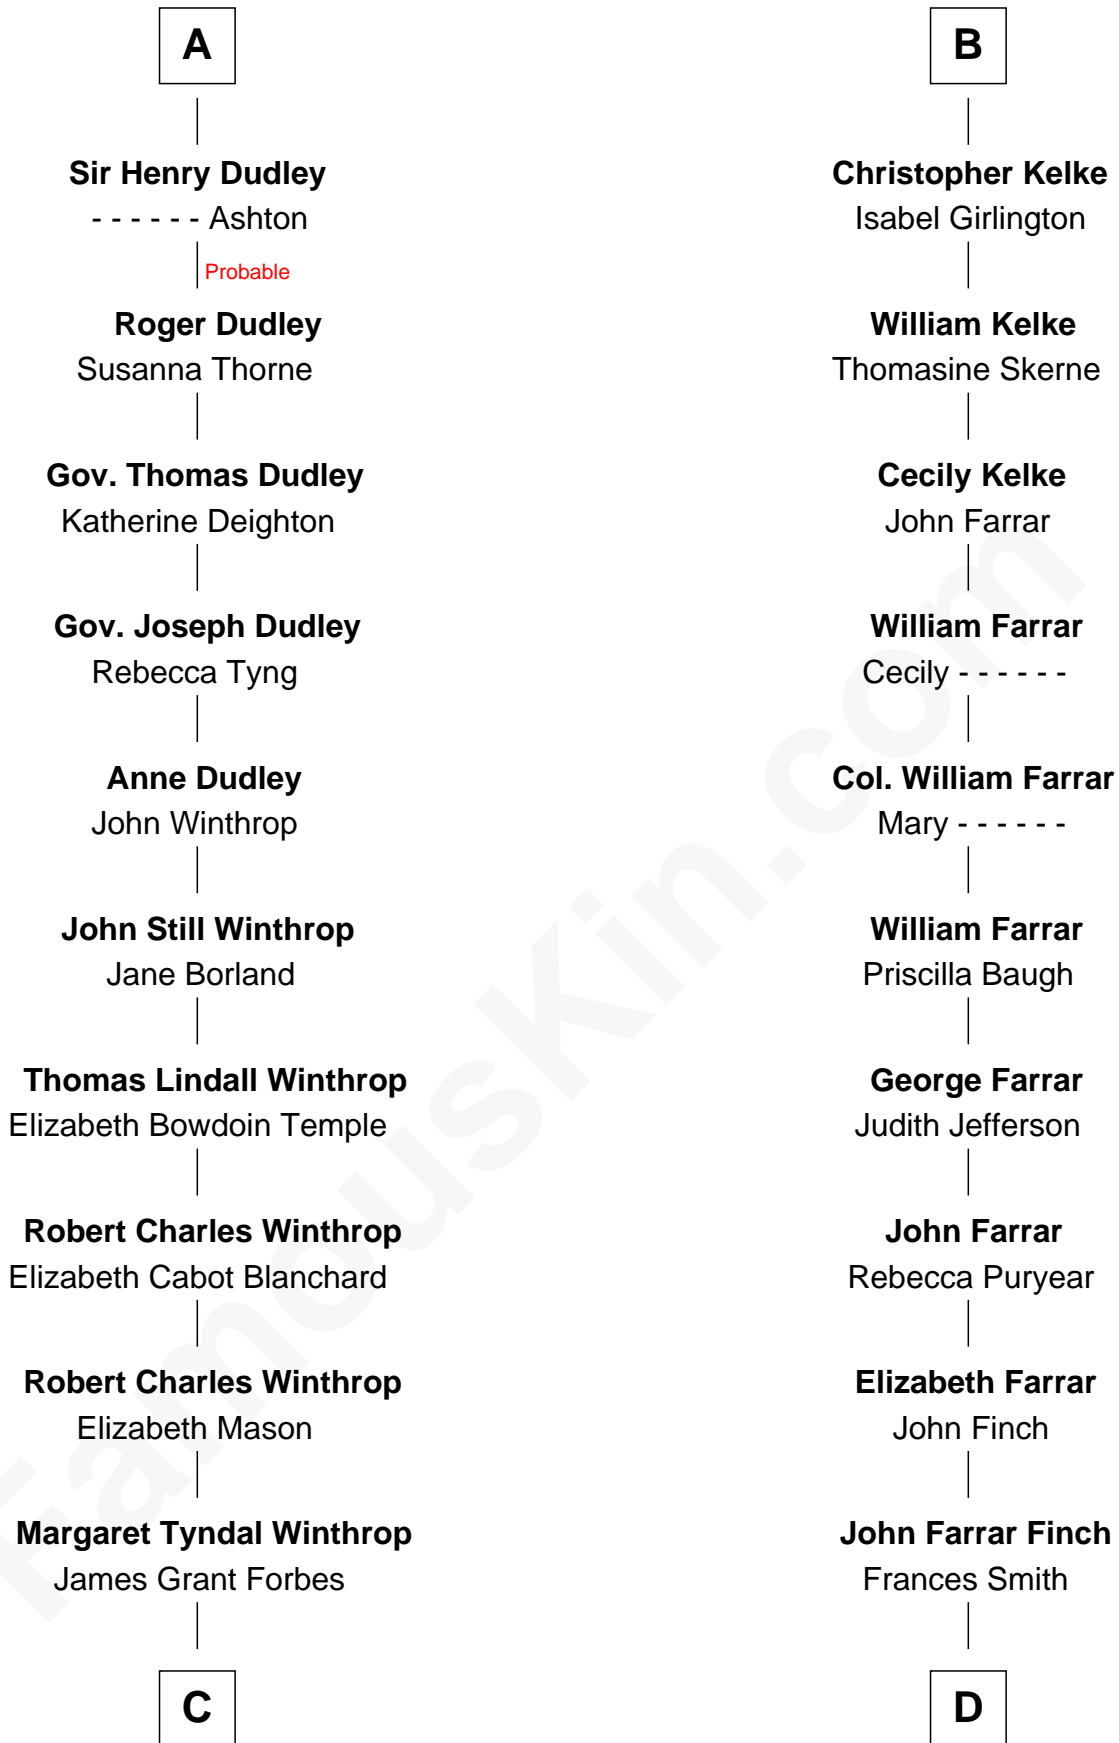 A
Sir Henry Dudley
- - - - - - Ashton
Probable
Roger Dudley
Susanna Thorne
Gov. Thomas Dudley
Katherine Deighton
Gov. Joseph Dudley
Rebecca Tyng
Anne Dudley
John Winthrop
John Still Winthrop
Jane Borland
Thomas Lindall Winthrop
Elizabeth Bowdoin Temple
Robert Charles Winthrop
Elizabeth Cabot Blanchard
Robert Charles Winthrop
Elizabeth Mason
Margaret Tyndal Winthrop
James Grant Forbes
C
B
Christopher Kelke
Isabel Girlington
William Kelke
Thomasine Skerne
Cecily Kelke
John Farrar
William Farrar
Cecily - - - - - -
Col. William Farrar
Mary - - - - - -
William Farrar
Priscilla Baugh
George Farrar
Judith Jefferson
John Farrar
Rebecca Puryear
Elizabeth Farrar
John Finch
John Farrar Finch
Frances Smith
D
FamousKin.com